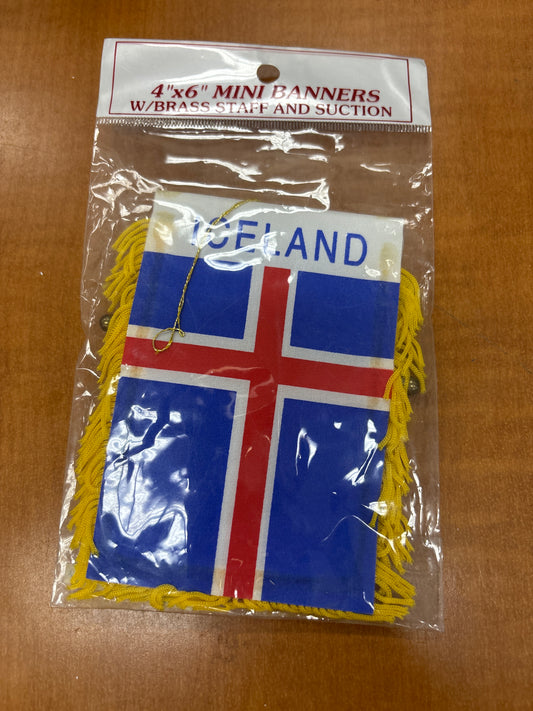 4"x6" MINI BANNERS
W/BRASS STAFF AND SUCTION
ICELAND